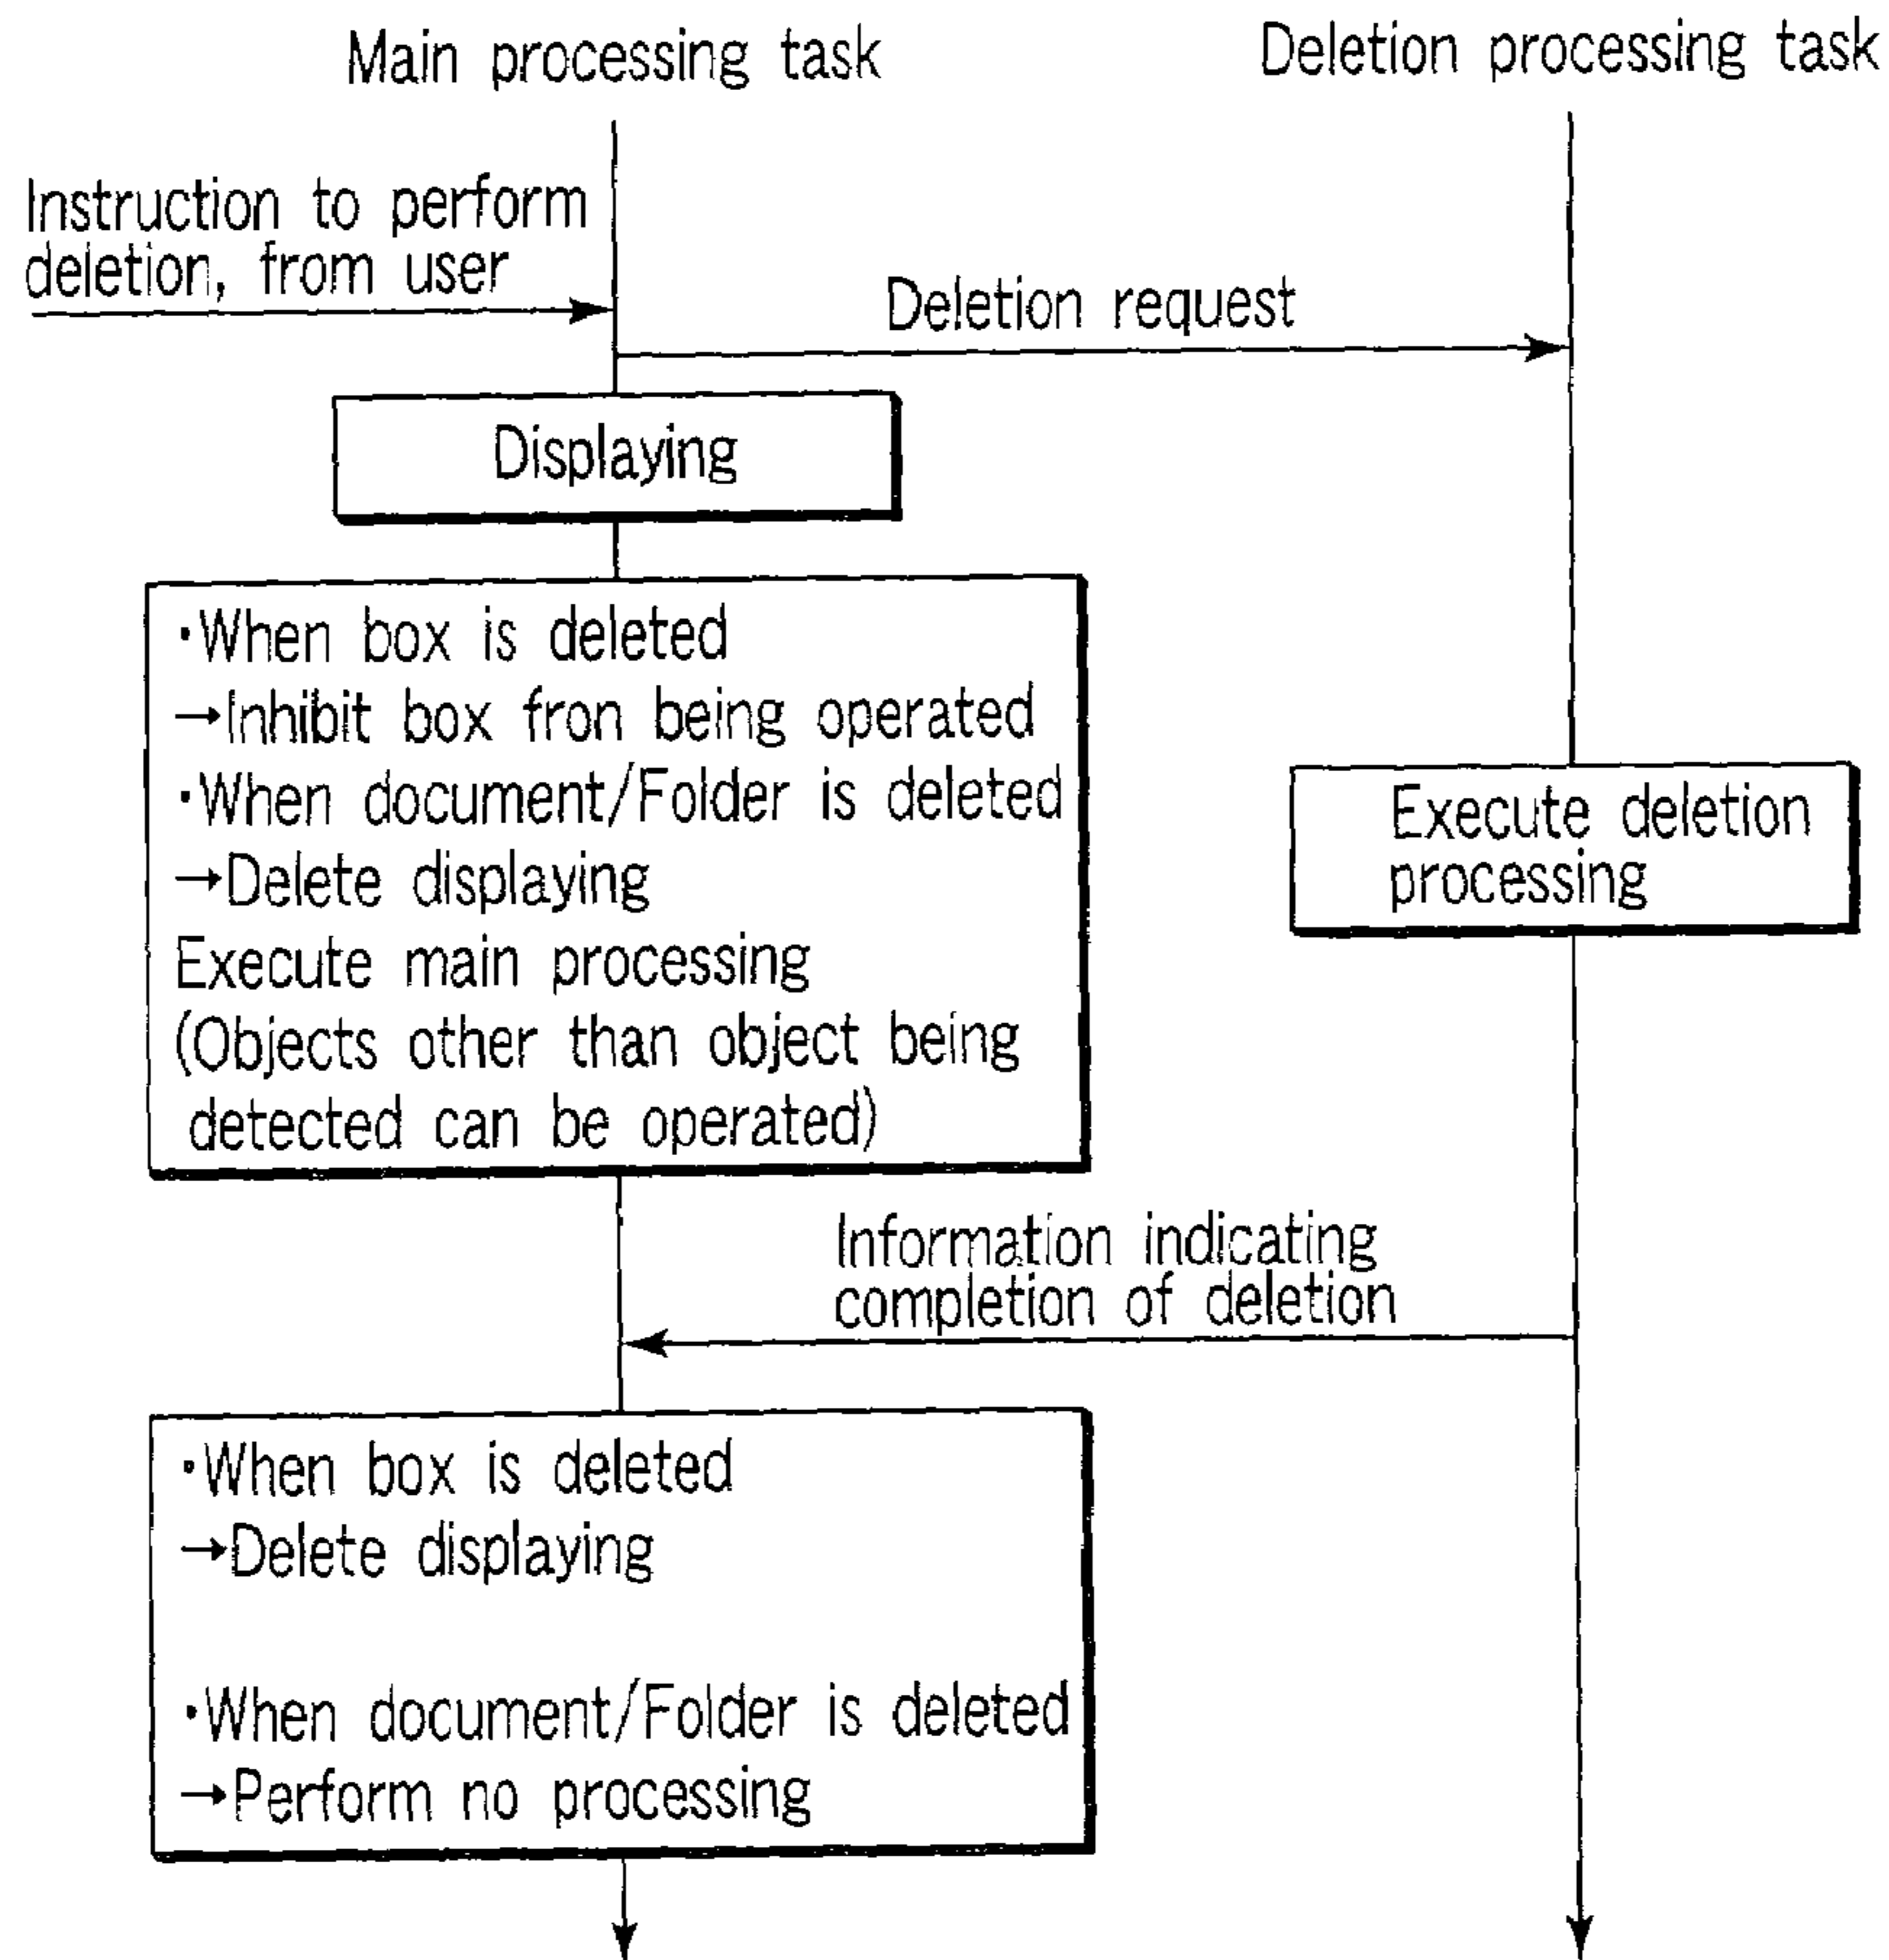 Main processing task
Deletion processing task
Instruction to perform
deletion, from user
Deletion request
Displaying
・When box is deleted
→Inhibit box fron being operated
・When document/Folder is deleted
→Delete displaying
Execute main processing
(Objects other than object being
detected can be operated)
Execute deletion
processing
Information indicating
completion of deletion
・When box is deleted
→Delete displaying
・When document/Folder is deleted
→Perform no processing